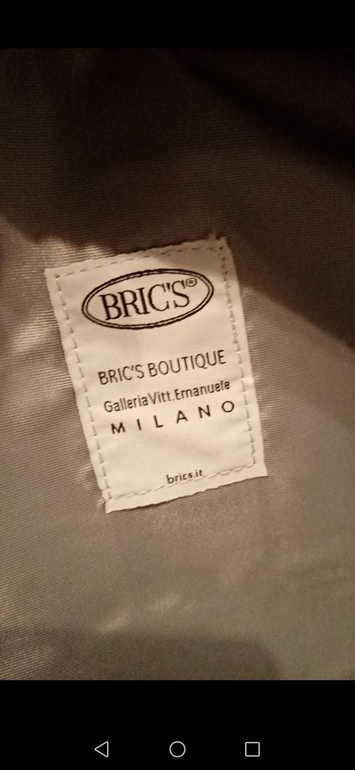 BRIC'S®
BRIC'S BOUTIQUE
Galleria Vitt. Emanuele
MILANO
brics.it